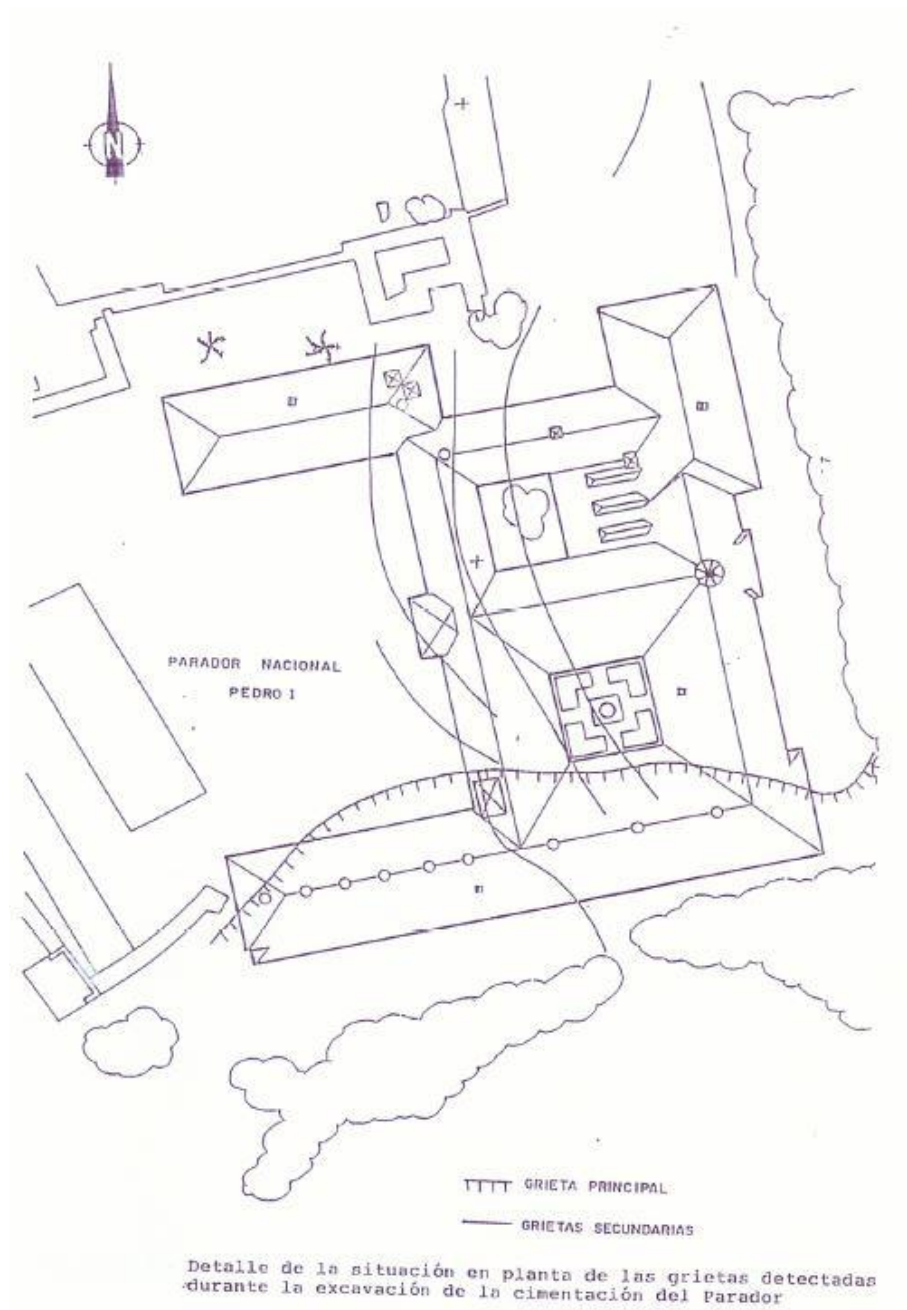 N
PARADOR NACIONAL
PEDRO I
GRIETA PRINCIPAL
GRIETAS SECUNDARIAS
Detalle de la situación en planta de las grietas detectadas
durante la excavación de la cimentación del Parador